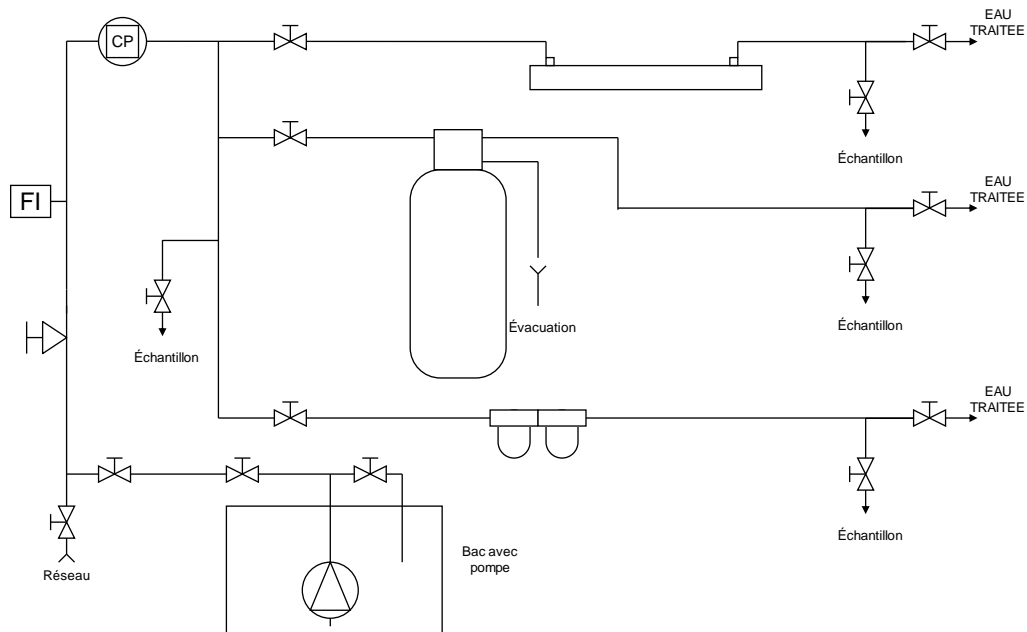 EAU
TRAITEE
CP
Échantillon
EAU
TRAITEE
FI
Évacuation
Échantillon
Échantillon
EAU
TRAITEE
Échantillon
Bac avec
pompe
Réseau